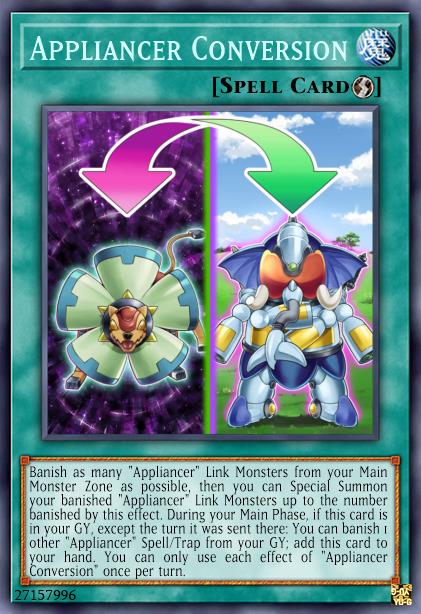 Appliancer Conversion
魔
[Spell Card]
Banish as many "Appliancer" Link Monsters from your Main
Monster Zone as possible, then you can Special Summon
your banished "Appliancer" Link Monsters up to the number
banished by this effect. During your Main Phase, if this card is
in your GY, except the turn it was sent there: You can banish 1
other "Appliancer" Spell/Trap from your GY; add this card to
your hand. You can only use each effect of "Appliancer
Conversion" once per turn.
27157996